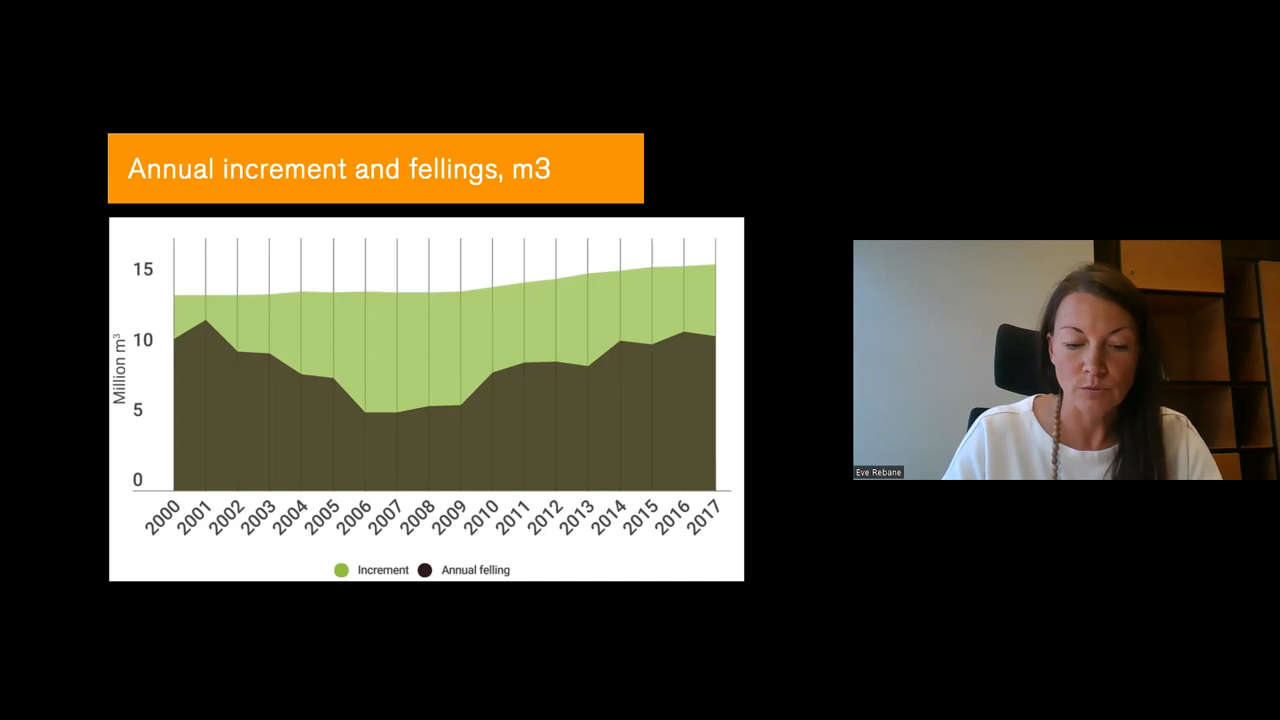 Annual increment and fellings, m3
15
10
5
0
Million m³
2000 2001 2002 2003 2004 2005 2006 2007 2008 2009 2010 2011 2012 2013 2014 2015 2016 2017
Increment Annual felling
Eve Rebane